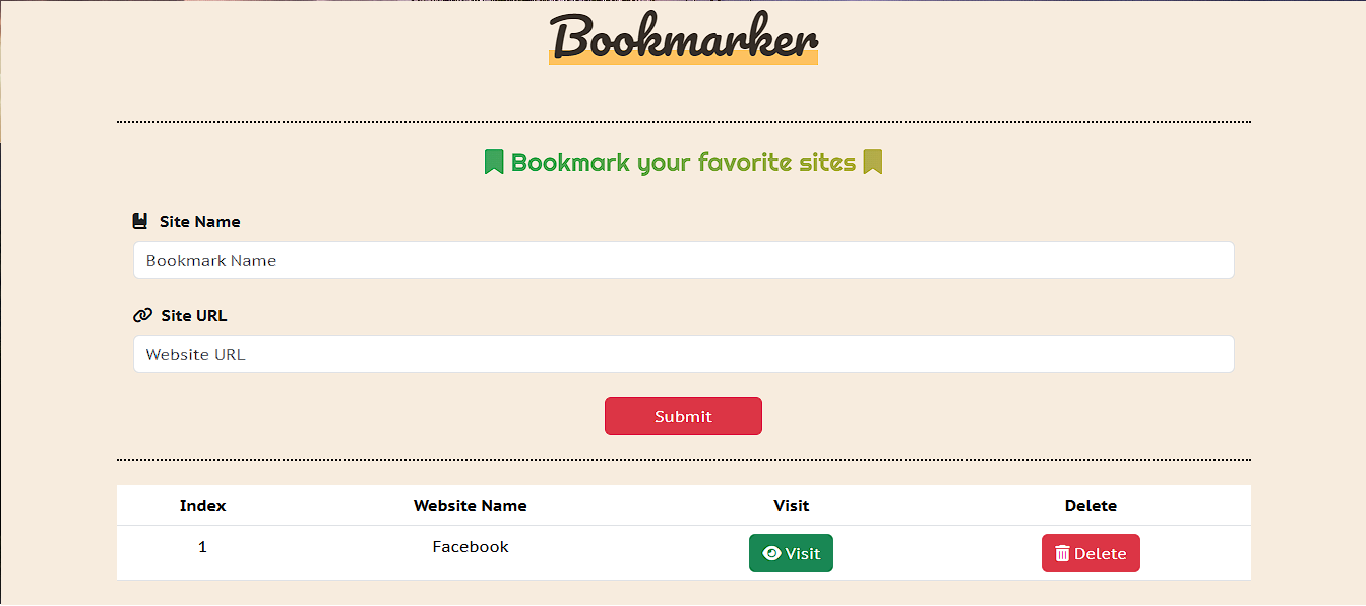 Bookmarker
Bookmark your favorite sites
Site Name
Bookmark Name
Site URL
Website URL
Submit
Index Website Name Visit Delete
1 Facebook Visit Delete